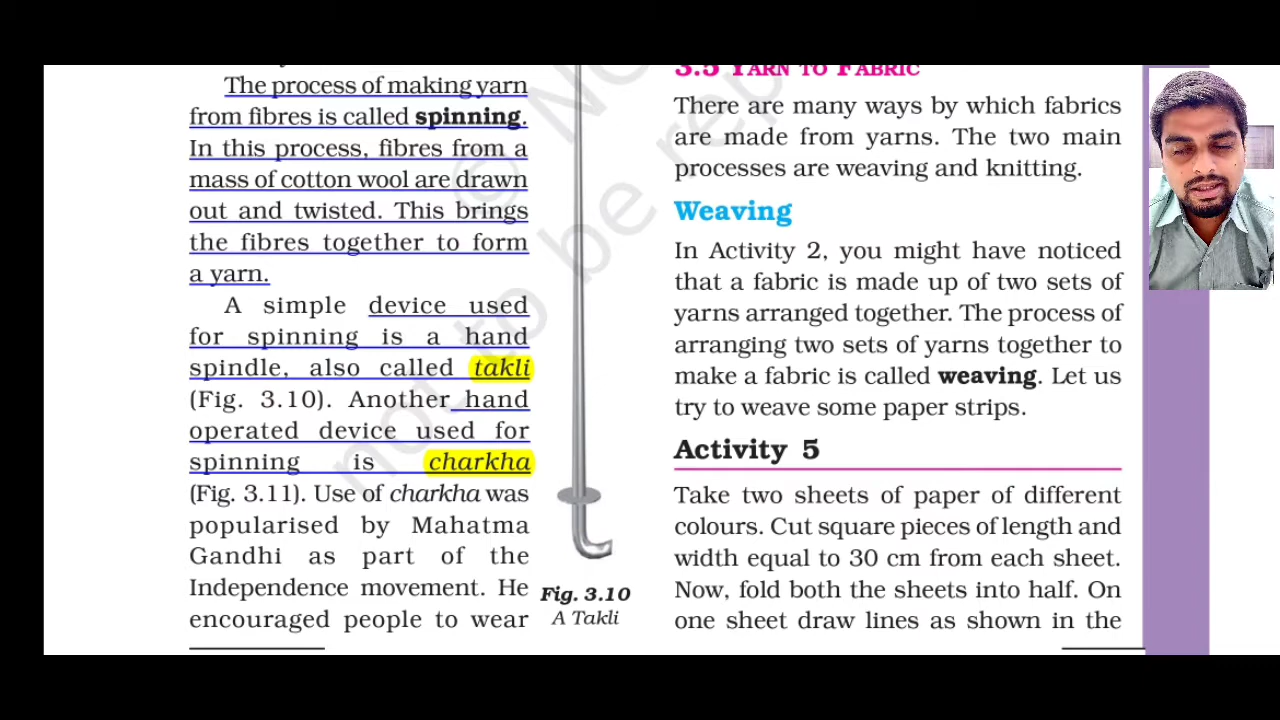 The process of making yarn
from fibres is called spinning.
In this process, fibres from a
mass of cotton wool are drawn
out and twisted. This brings
the fibres together to form
a yarn.
A simple device used
for spinning is a hand
spindle, also called takli
(Fig. 3.10). Another hand
operated device used for
spinning is charkha
(Fig. 3.11). Use of charkha was
popularised by Mahatma
Gandhi as part of the
Independence movement. He
encouraged people to wear
Fig. 3.10
A Takli
3.5 YARN TO FABRIC
There are many ways by which fabrics
are made from yarns. The two main
processes are weaving and knitting.
Weaving
In Activity 2, you might have noticed
that a fabric is made up of two sets of
yarns arranged together. The process of
arranging two sets of yarns together to
make a fabric is called weaving. Let us
try to weave some paper strips.
Activity 5
Take two sheets of paper of different
colours. Cut square pieces of length and
width equal to 30 cm from each sheet.
Now, fold both the sheets into half. On
one sheet draw lines as shown in the
not to be rep